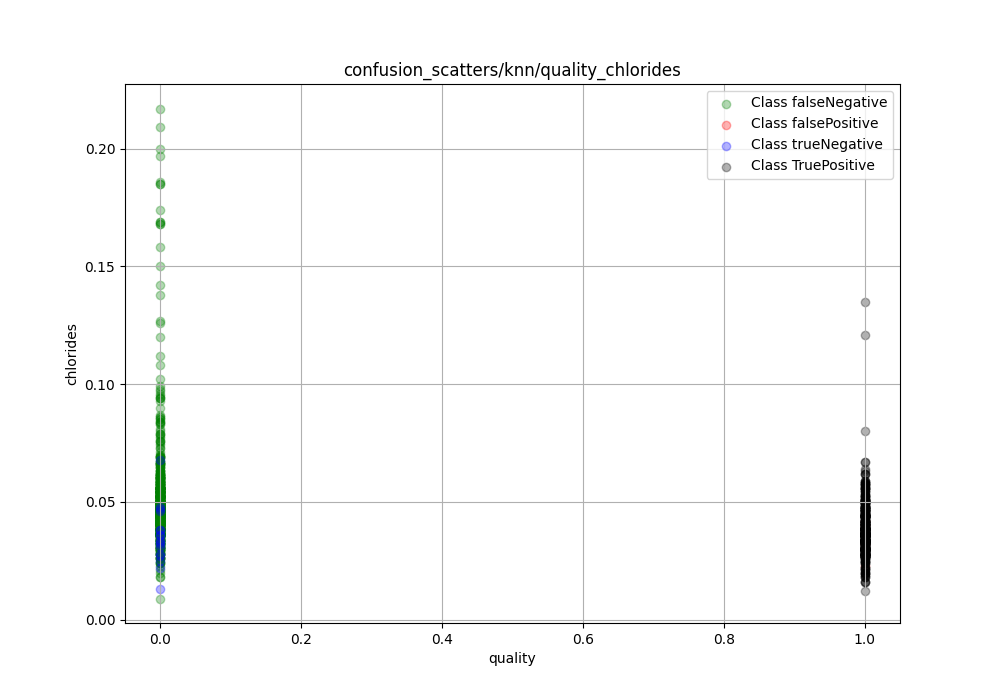 confusion_scatters/knn/quality_chlorides
Class falseNegative
Class falsePositive
Class trueNegative
Class TruePositive
0.20
0.15
0.10
0.05
0.00
chlorides
0.0 0.2 0.4 0.6 0.8 1.0
quality